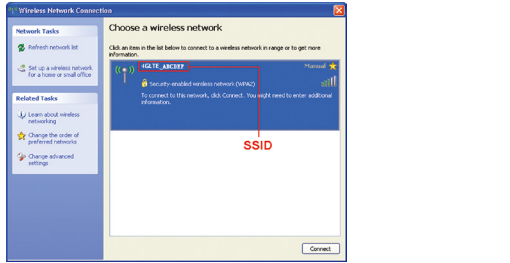 Wireless Network Connection
Network Tasks
Refresh network list
Set up a wireless network
for a home or small office
Related Tasks
Learn about wireless
networking
Change the order of
preferred networks
Change advanced
settings
Choose a wireless network
Click an item in the list below to connect to a wireless network in range or to get more
information.
4GLTE_ABCDEF
Manual
Security-enabled wireless network (WPA2)
To connect to this network, click Connect. You might need to enter additional
information.
SSID
Connect